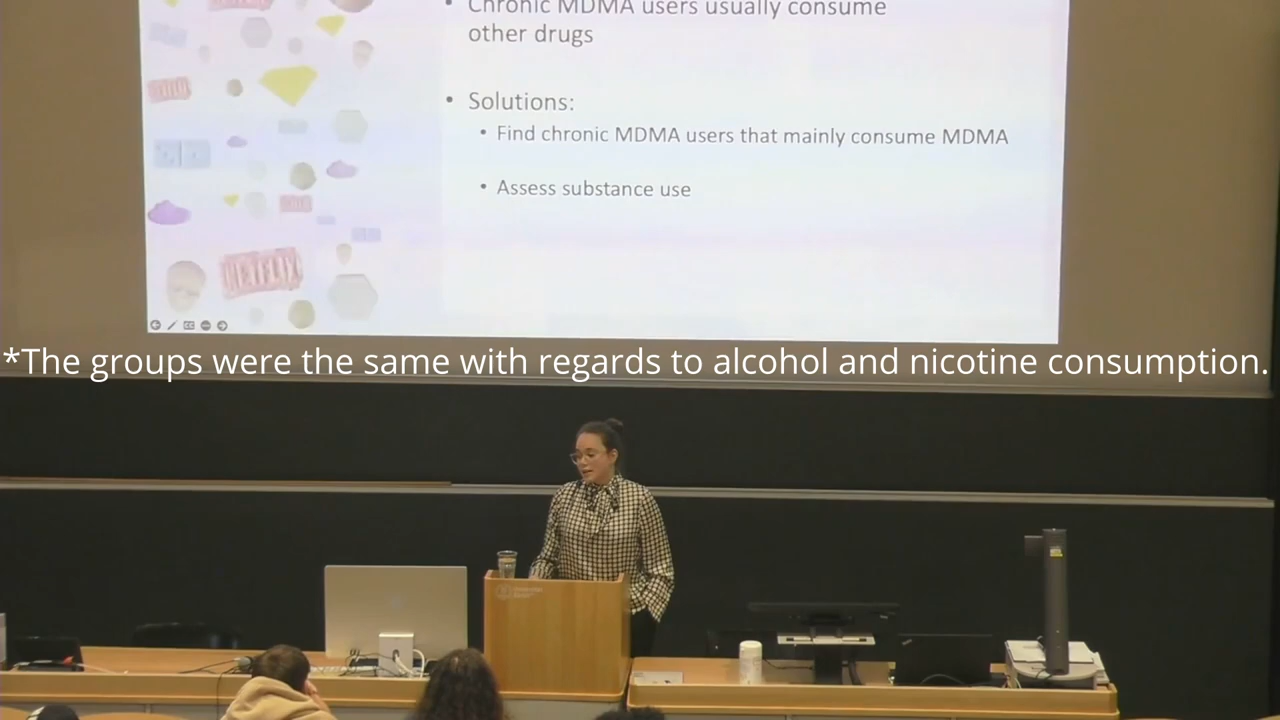 • Chronic MDMA users usually consume
other drugs
• Solutions:
• Find chronic MDMA users that mainly consume MDMA
• Assess substance use
NETFLIX
*The groups were the same with regards to alcohol and nicotine consumption.